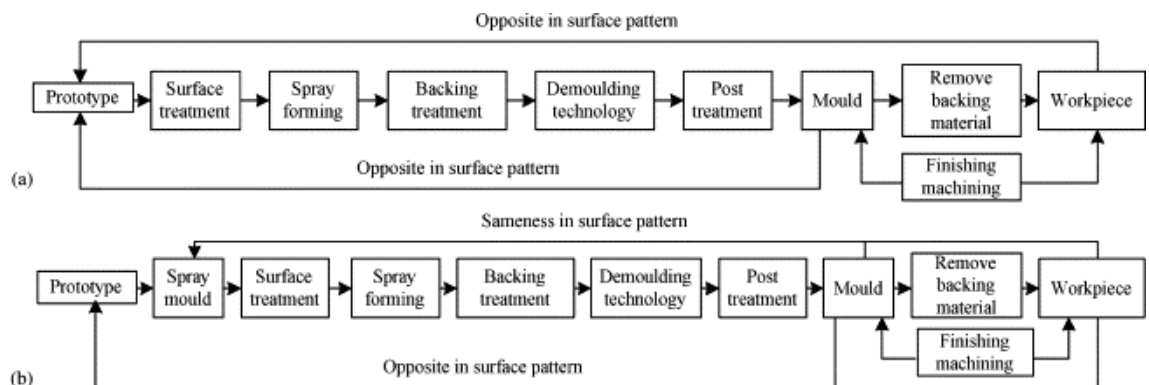 Opposite in surface pattern
Prototype
Surface
treatment
Spray
forming
Backing
treatment
Demoulding
technology
Post
treatment
Mould
Remove
backing
material
Workpiece
Opposite in surface pattern
Finishing
machining
(a)
Sameness in surface pattern
Prototype
Spray
mould
Surface
treatment
Spray
forming
Backing
treatment
Demoulding
technology
Post
treatment
Mould
Remove
backing
material
Workpiece
Finishing
machining
Opposite in surface pattern
(b)